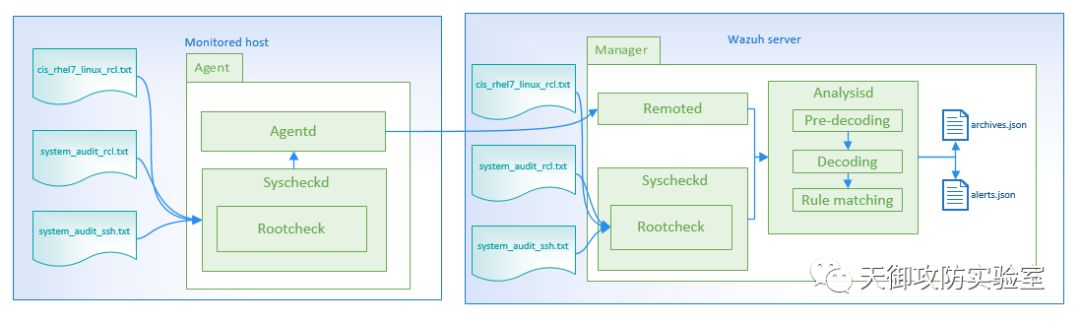 Monitored host
cis_rhel7_linux_rcl.txt
system_audit_rcl.txt
system_audit_ssh.txt
Agent
Agentd
Syscheckd
Rootcheck
Wazuh server
cis_rhel7_linux_rcl.txt
system_audit_rcl.txt
system_audit_ssh.txt
Manager
Remoted
Syscheckd
Rootcheck
Analysisd
Pre-decoding
Decoding
Rule matching
archives.json
alerts.json
天御攻防实验室